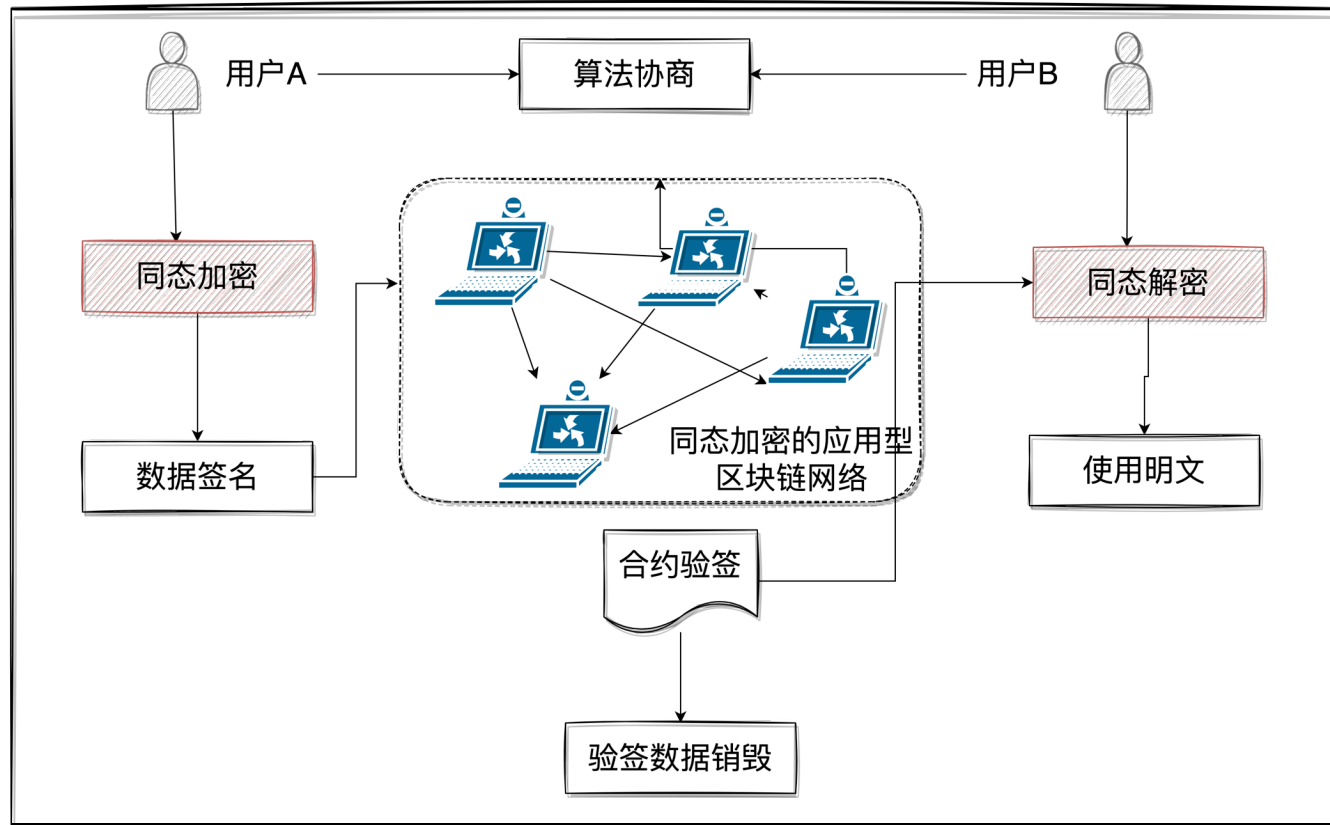 用户A
算法协商
用户B
同态加密
同态解密
同态加密的应用型
区块链网络
数据签名
使用明文
合约验签
验签数据销毁